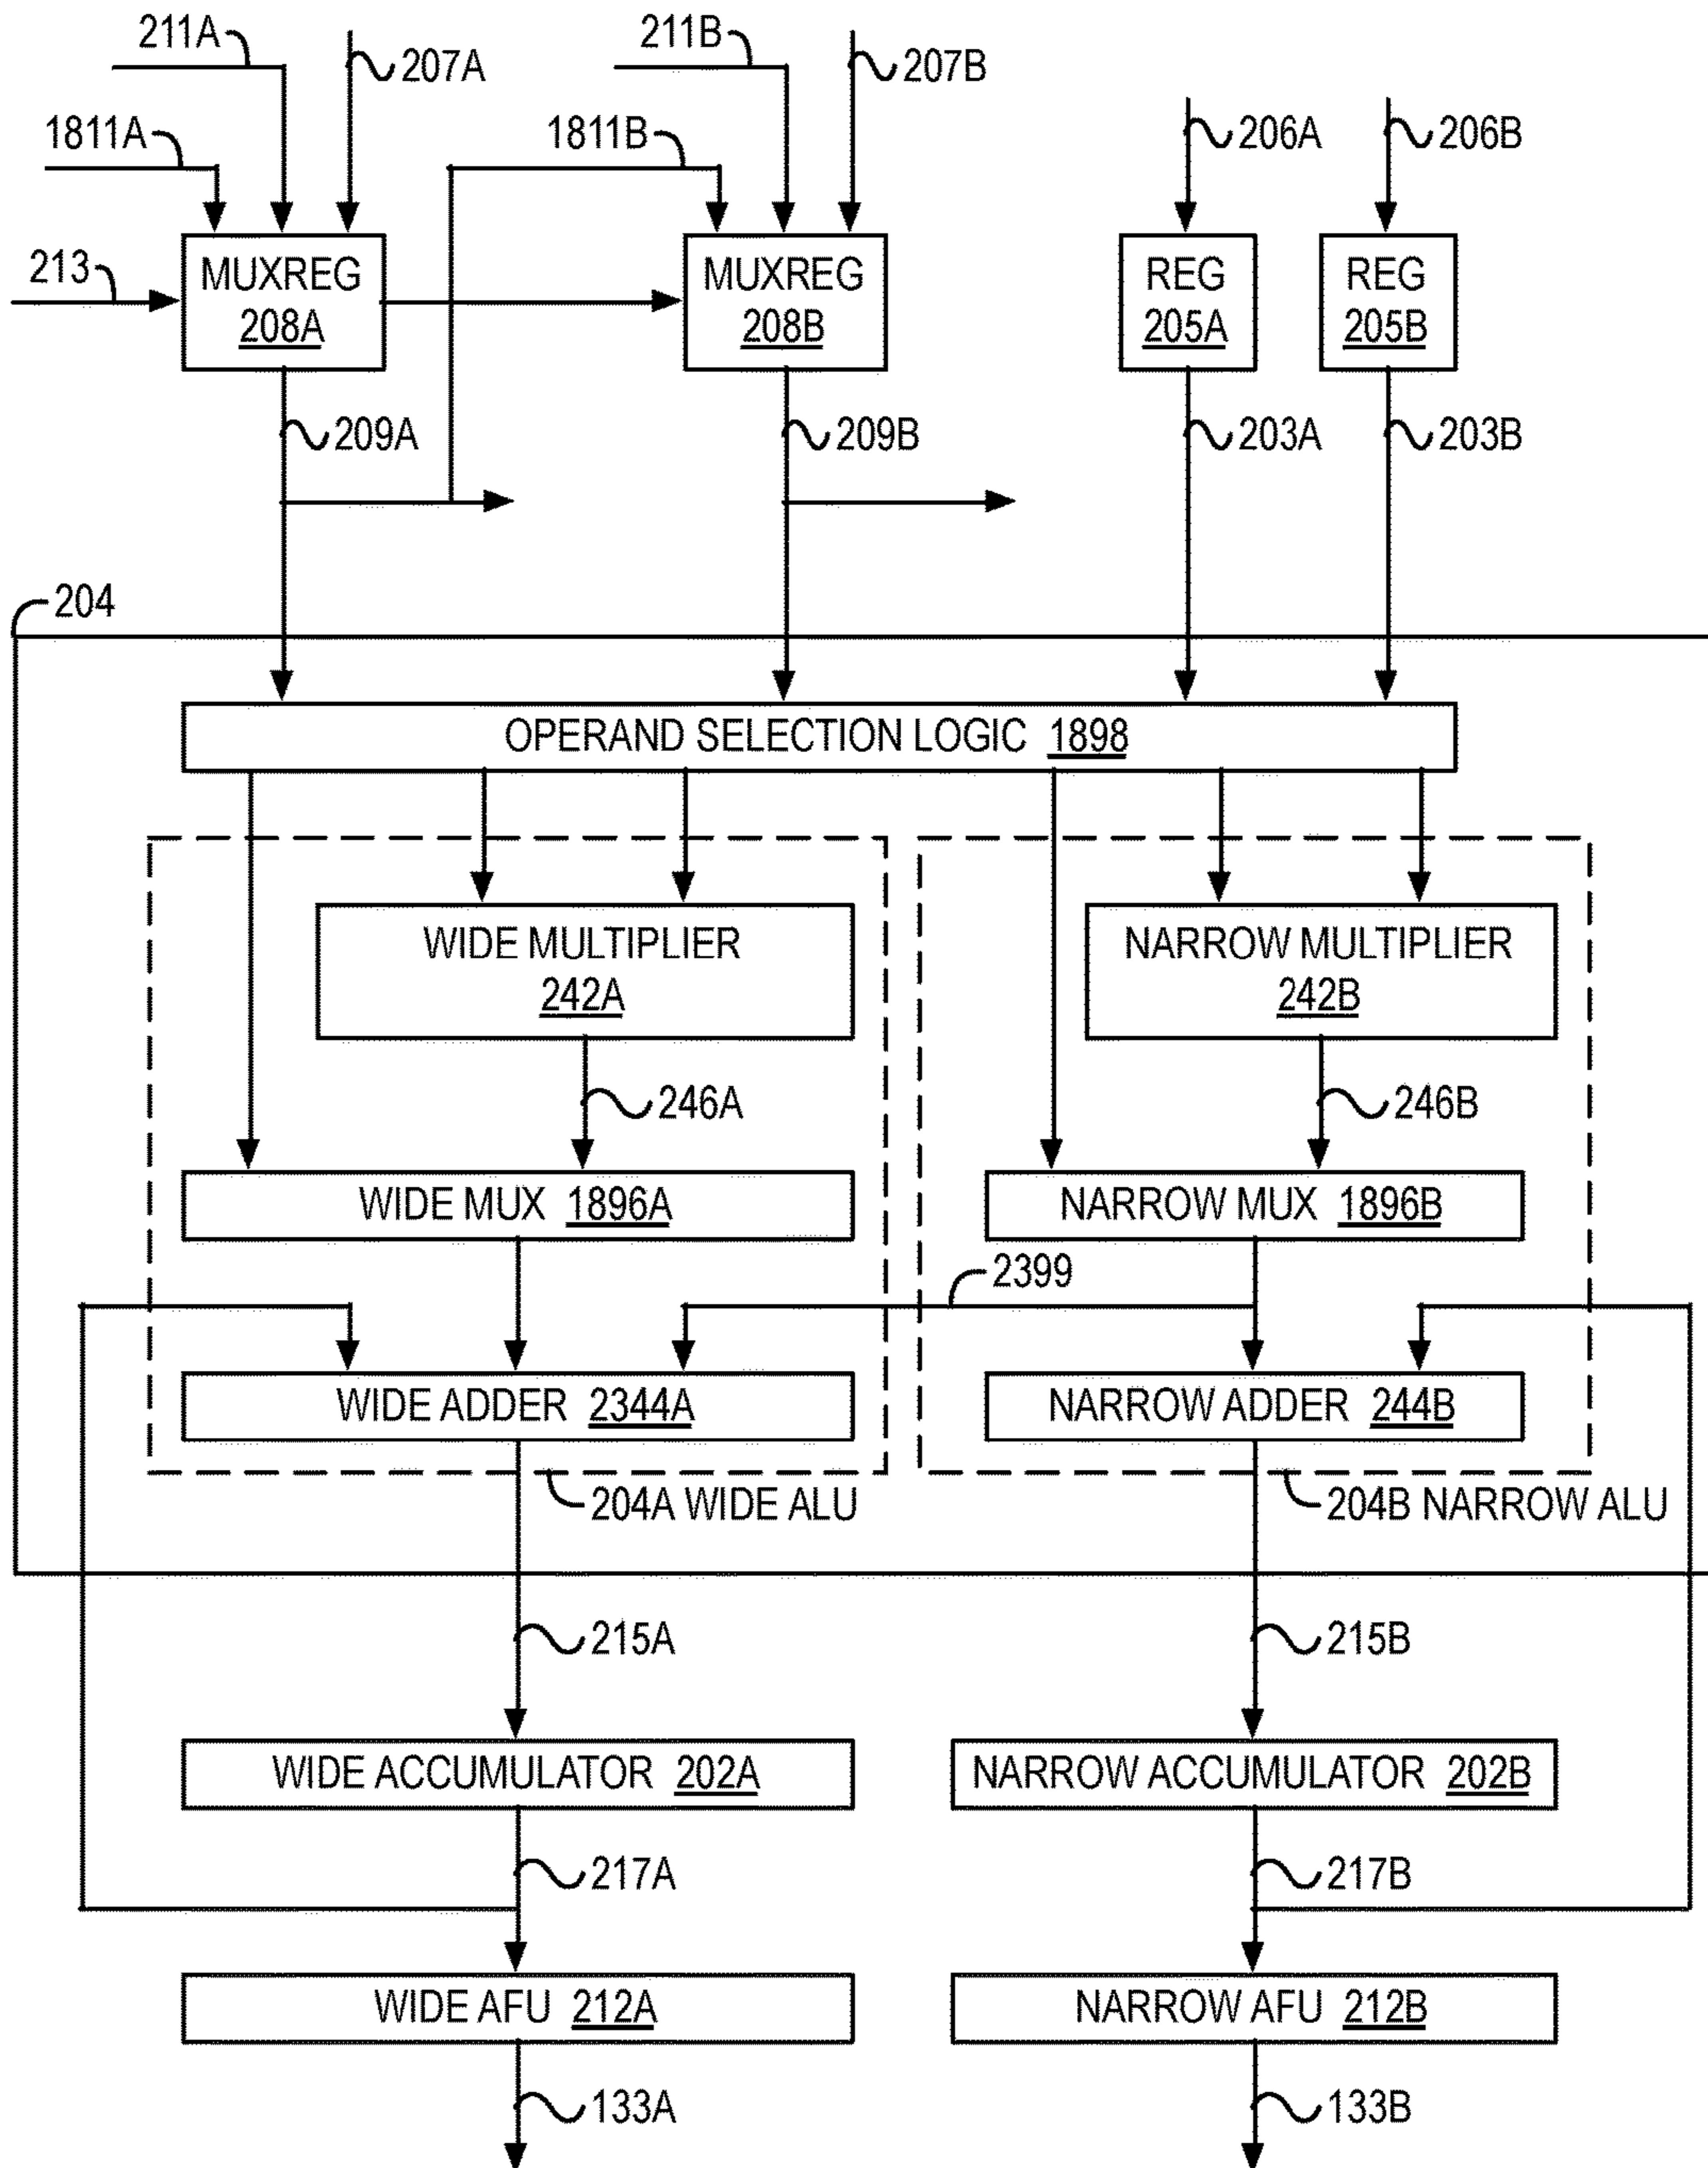 211A
207A
211B
207B
1811A
1811B
206A
206B
213
MUXREG
208A
MUXREG
208B
REG
205A
REG
205B
209A
209B
203A
203B
204
OPERAND SELECTION LOGIC 1898
WIDE MULTIPLIER
242A
NARROW MULTIPLIER
242B
246A
246B
WIDE MUX 1896A
NARROW MUX 1896B
2399
WIDE ADDER 2344A
NARROW ADDER 244B
204A WIDE ALU
204B NARROW ALU
215A
215B
WIDE ACCUMULATOR 202A
NARROW ACCUMULATOR 202B
217A
217B
WIDE AFU 212A
NARROW AFU 212B
133A
133B